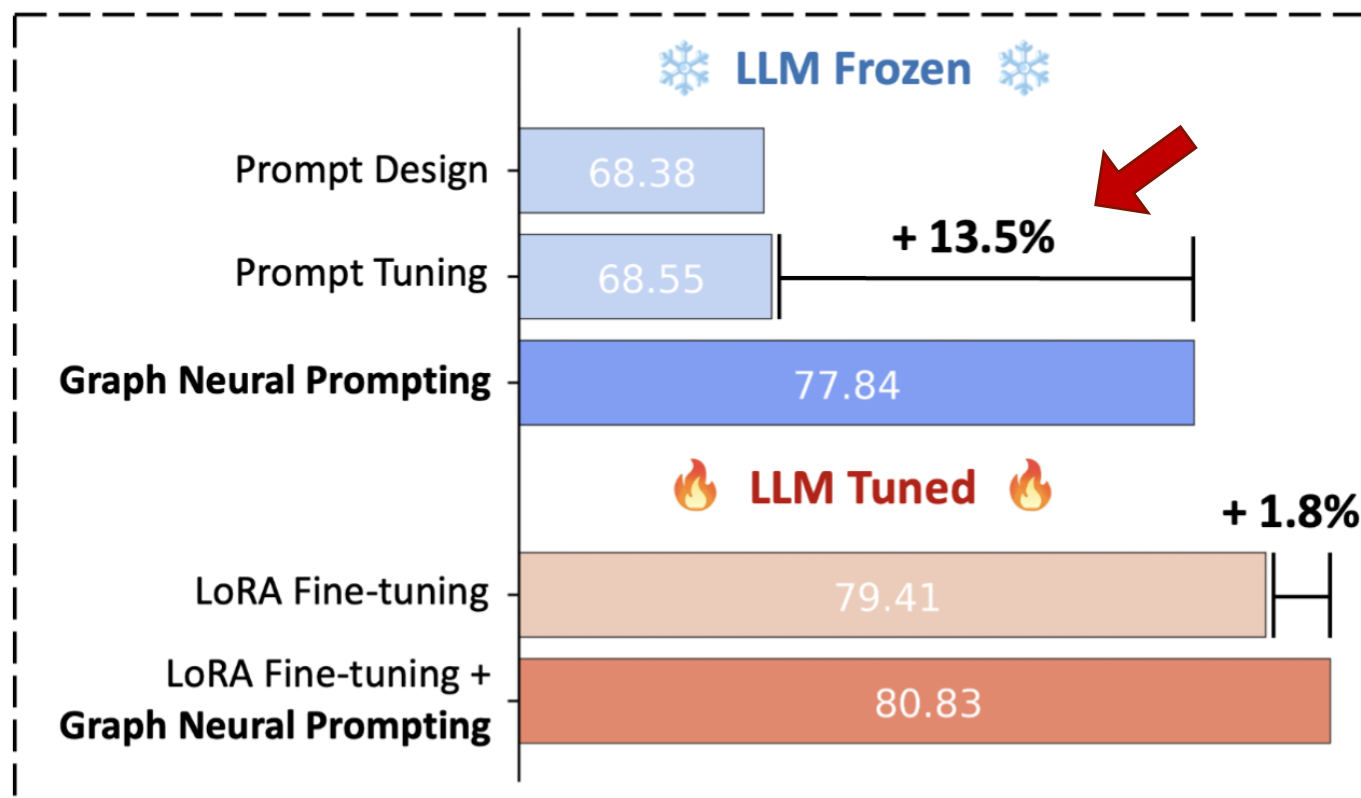 LLM Frozen
Prompt Design
68.38
+ 13.5%
Prompt Tuning
68.55
Graph Neural Prompting
77.84
LLM Tuned
+ 1.8%
LoRA Fine-tuning
79.41
LoRA Fine-tuning +
Graph Neural Prompting
80.83